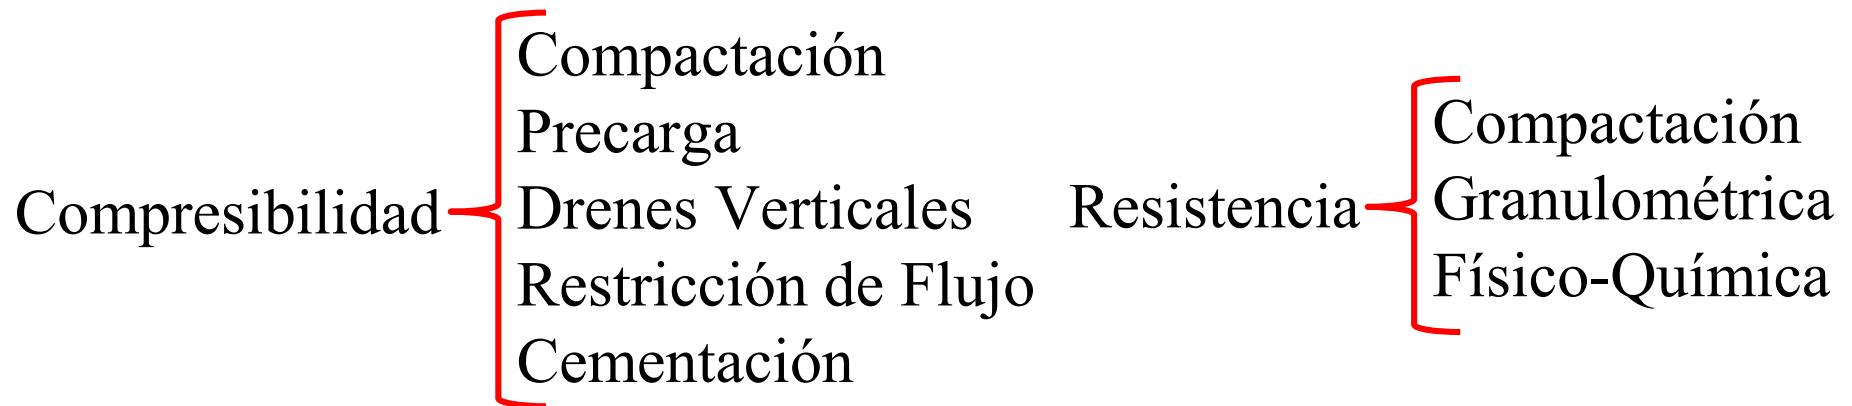 Compresibilidad
Compactación
Precarga
Drenes Verticales
Restricción de Flujo
Cementación
Resistencia
Compactación
Granulométrica
Físico-Química